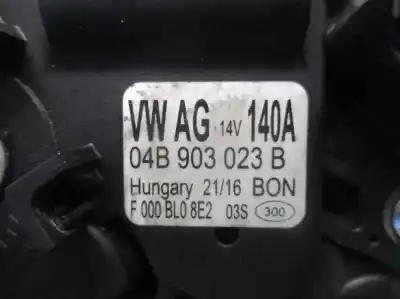 VW AG 14V 140A
04B 903 023 B
Hungary 21/16 BON
F 000 BL0 8E2 03S 300